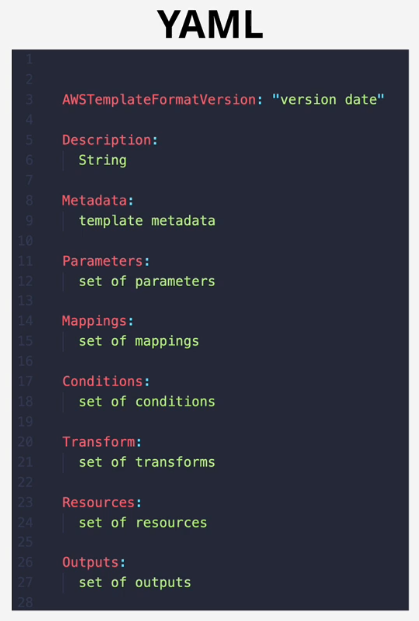 YAML
1
2
3 AWSTemplateFormatVersion: "version date"
4
5 Description:
6 String
7
8 Metadata:
9 template metadata
10
11 Parameters:
12 set of parameters
13
14 Mappings:
15 set of mappings
16
17 Conditions:
18 set of conditions
19
20 Transform:
21 set of transforms
22
23 Resources:
24 set of resources
25
26 Outputs:
27 set of outputs
28